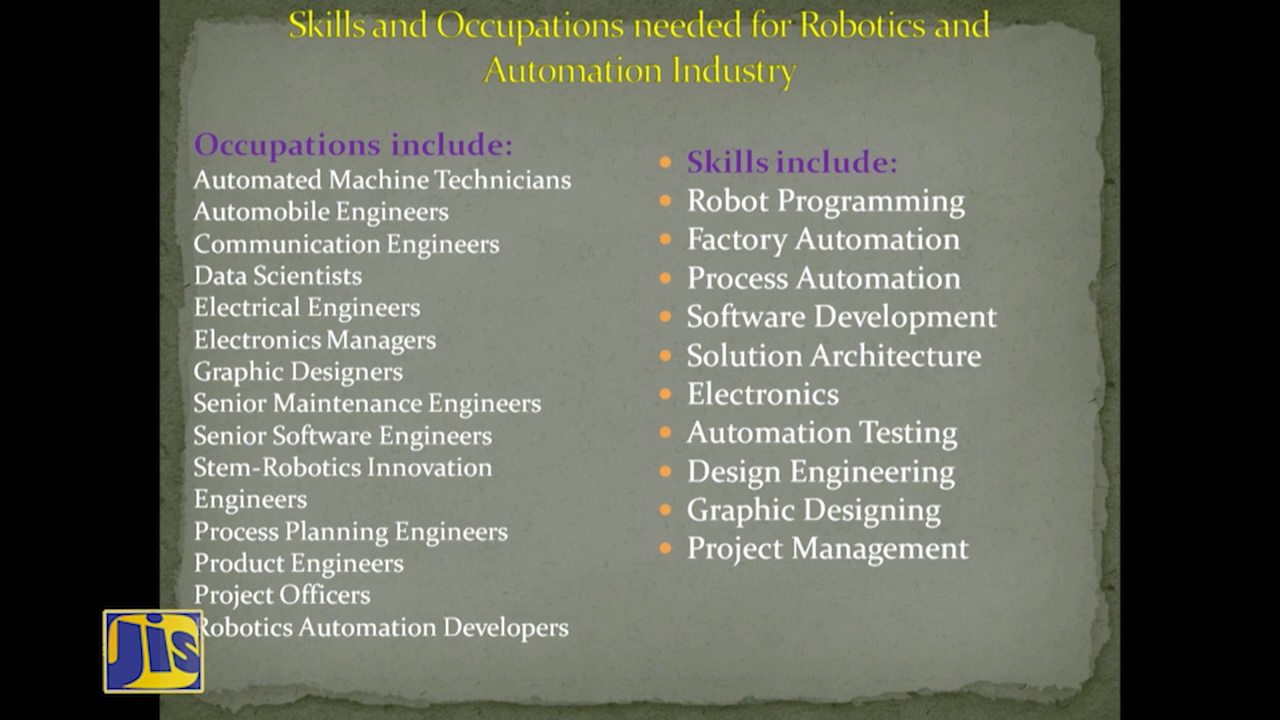 Skills and Occupations needed for Robotics and
Automation Industry
Occupations include:
Automated Machine Technicians
Automobile Engineers
Communication Engineers
Data Scientists
Electrical Engineers
Electronics Managers
Graphic Designers
Senior Maintenance Engineers
Senior Software Engineers
Stem-Robotics Innovation
Engineers
Process Planning Engineers
Product Engineers
Project Officers
Robotics Automation Developers
Skills include:
Robot Programming
Factory Automation
Process Automation
Software Development
Solution Architecture
Electronics
Automation Testing
Design Engineering
Graphic Designing
Project Management
Jis